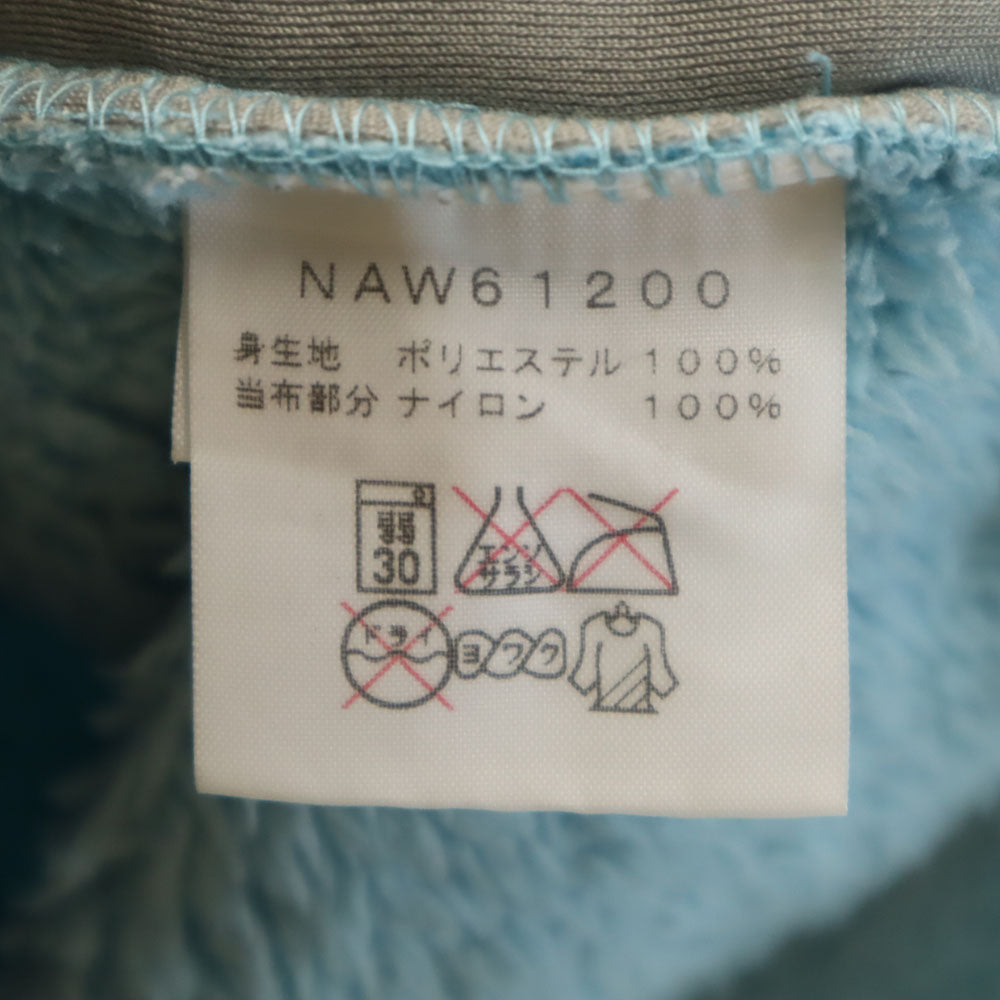 NAW61200
身生地 ポリエステル 100%
当布部分 ナイロン 100%
30
エンソ
サラシ
ドライ
ヨワク